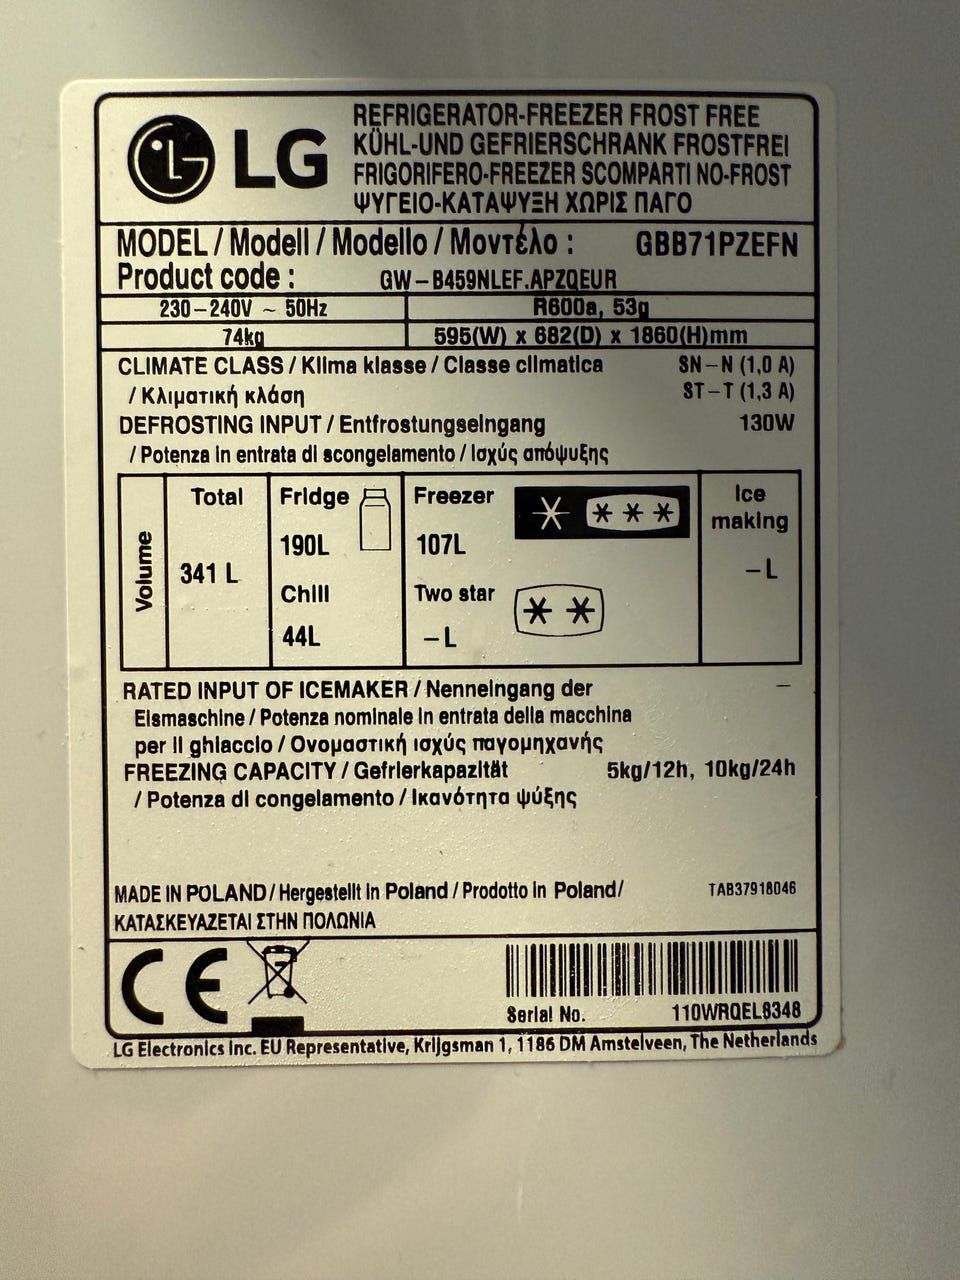 LG
REFRIGERATOR-FREEZER FROST FREE
KÜHL-UND GEFRIERSCHRANK FROSTFREI
FRIGORIFERO-FREEZER SCOMPARTI NO-FROST
ΨΥΓΕΙΟ-ΚΑΤΑΨΥΞΗ ΧΩΡΙΣ ΠΑΓΟ
MODEL / Modell / Modello / Μοντέλο : GBB71PZEFN
Product code : GW-B459NLEF.APZQEUR
230-240V ~ 50Hz R600a, 53g
74kg 595(W) x 682(D) x 1860(H)mm
CLIMATE CLASS / Klima klasse / Classe climatica SN-N (1,0 A)
/ Κλιματική κλάση ST-T (1,3 A)
DEFROSTING INPUT / Entfrostungseingang 130W
/ Potenza in entrata di scongelamento / Ισχύς απόψυξης
Volume
Total
341 L
Fridge
190L
Chill
44L
Freezer
107L
Two star
-L
Ice
making
-L
RATED INPUT OF ICEMAKER / Nenneingang der -
Eismaschine / Potenza nominale in entrata della macchina
per il ghiaccio / Ονομαστική ισχύς παγομηχανής
FREEZING CAPACITY / Gefrierkapazität 5kg/12h, 10kg/24h
/ Potenza di congelamento / Ικανότητα ψύξης
MADE IN POLAND / Hergestellt in Poland / Prodotto in Poland/ TAB37918046
ΚΑΤΑΣΚΕΥΑΖΕΤΑΙ ΣΤΗΝ ΠΟΛΩΝΙΑ
CE
Serial No. 110WRQEL9348
LG Electronics Inc. EU Representative, Krijgsman 1, 1186 DM Amstelveen, The Netherlands